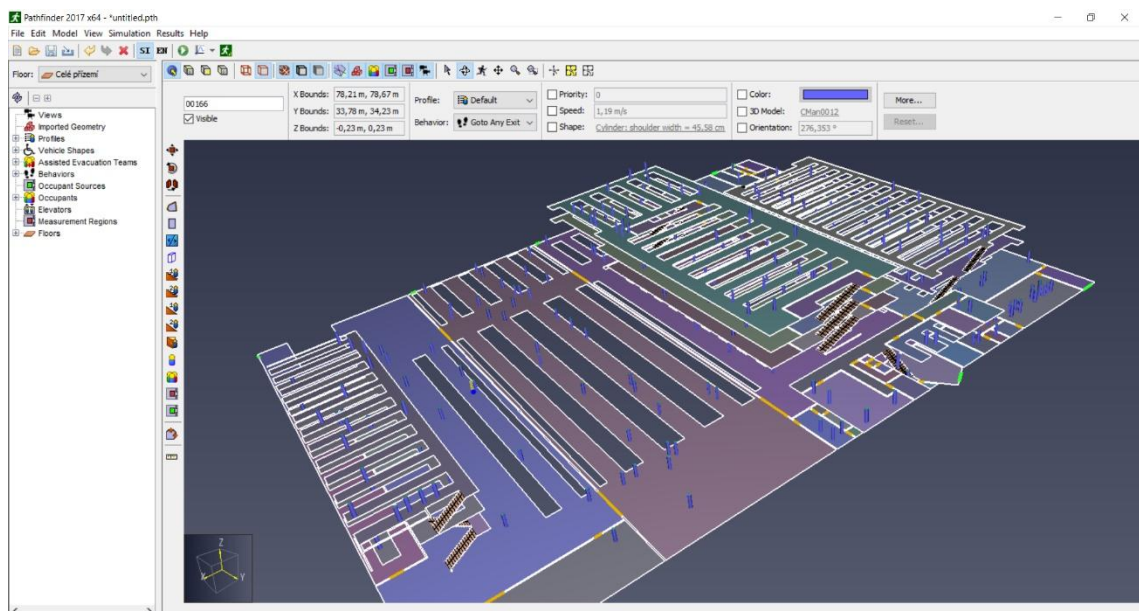 Pathfinder 2017 x64 - *untitled.pth
File Edit Model View Simulation Results Help
SI EN
Floor: Celé přízemí
Views
Imported Geometry
Profiles
Vehicle Shapes
Assisted Evacuation Teams
Behaviors
Occupant Sources
Occupants
Elevators
Measurement Regions
Floors
00166
Visible
X Bounds: 78,21 m, 78,67 m
Y Bounds: 33,78 m, 34,23 m
Z Bounds: -0,23 m, 0,23 m
Profile: Default
Behavior: Goto Any Exit
Priority: 0
Speed: 1,19 m/s
Shape: Cylinder: shoulder width = 45,58 cm
Color:
3D Model: CMan0012
Orientation: 276,353 °
More...
Reset...
Z
X
Y